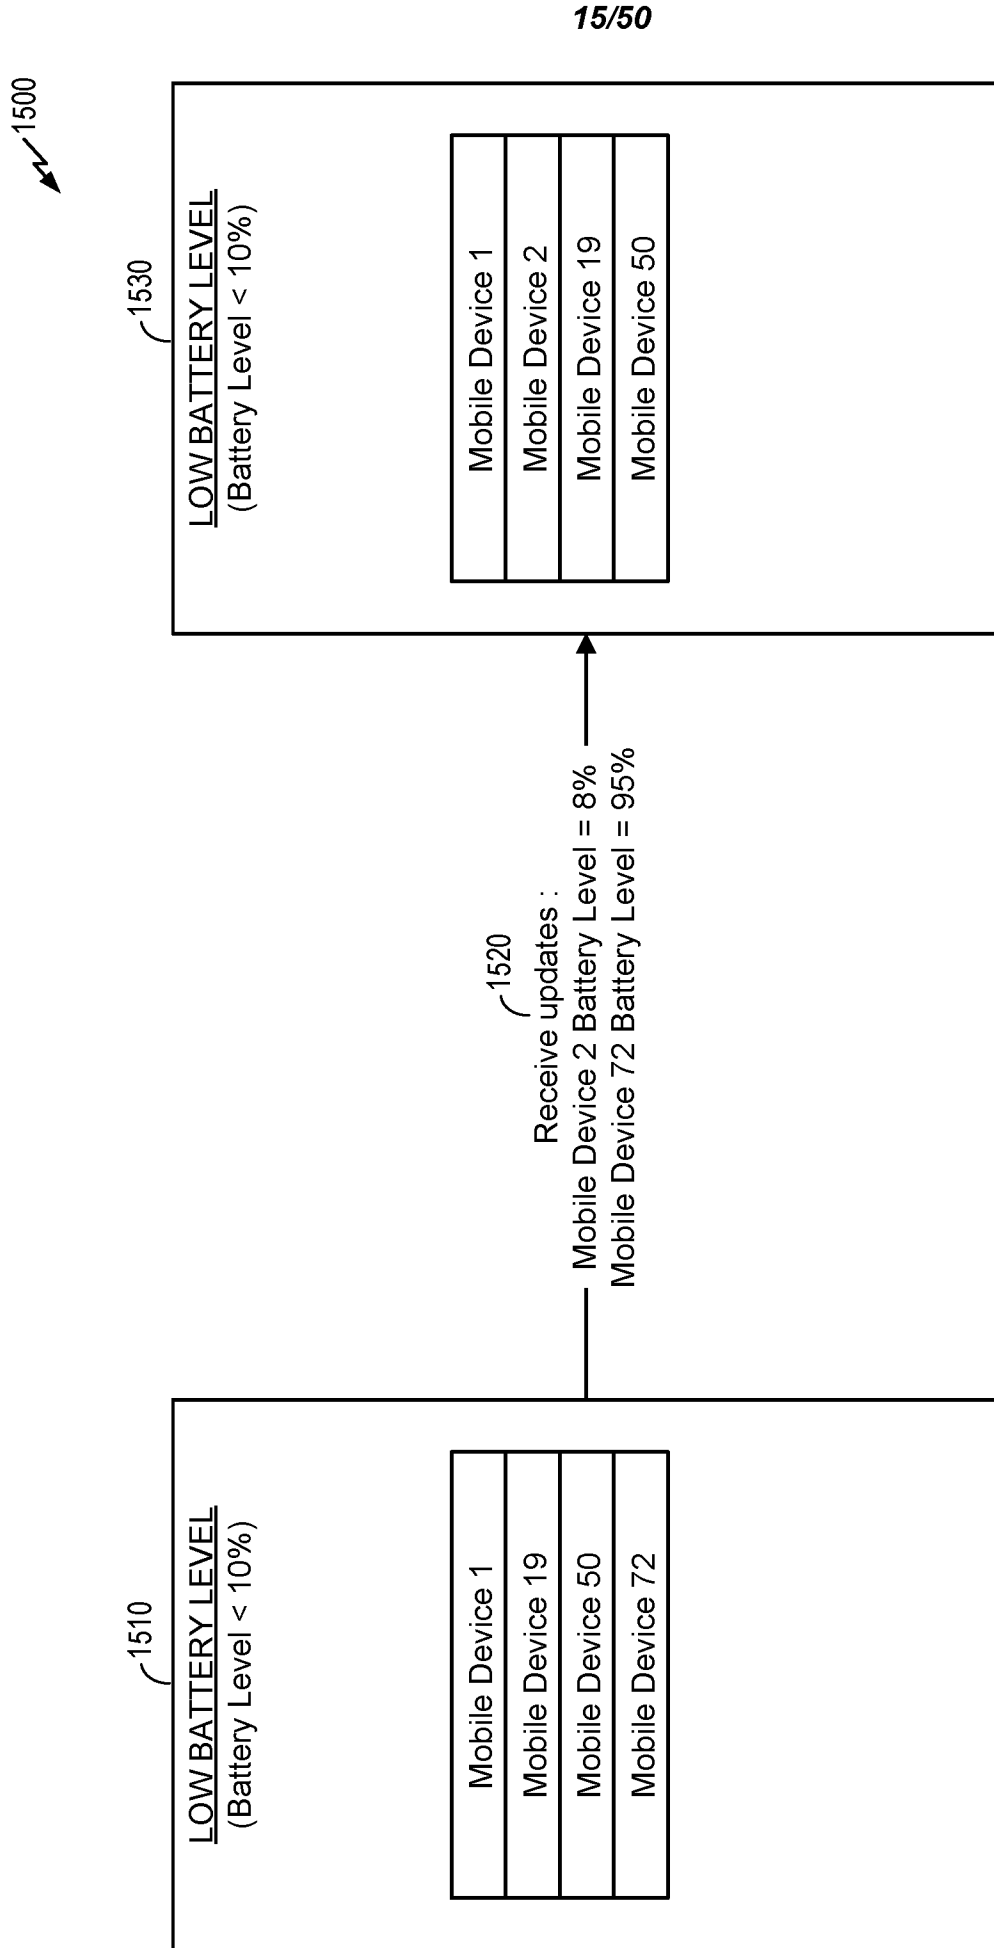 15/50
1500
1510
LOW BATTERY LEVEL
(Battery Level < 10%)
Mobile Device 1
Mobile Device 19
Mobile Device 50
Mobile Device 72
1520
Receive updates :
Mobile Device 2 Battery Level = 8%
Mobile Device 72 Battery Level = 95%
1530
LOW BATTERY LEVEL
(Battery Level < 10%)
Mobile Device 1
Mobile Device 2
Mobile Device 19
Mobile Device 50